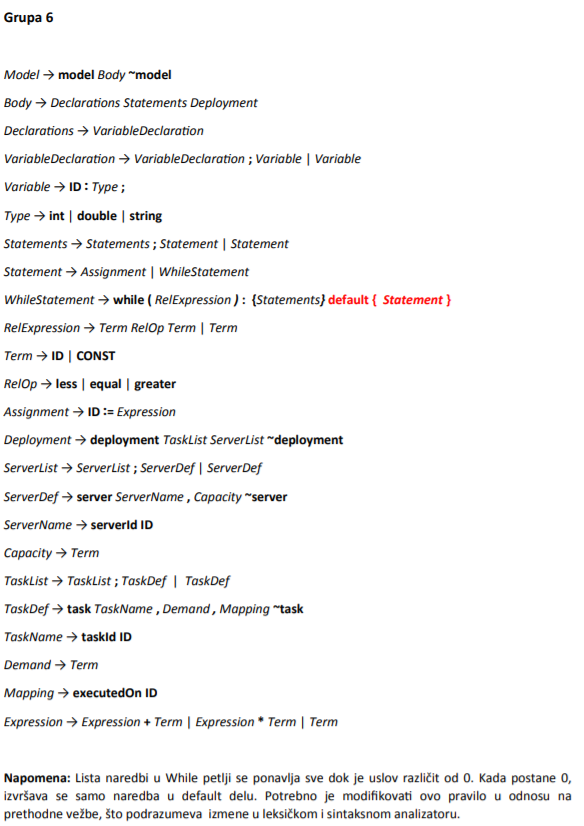 Grupa 6
Model → model Body ~model
Body → Declarations Statements Deployment
Declarations → VariableDeclaration
VariableDeclaration → VariableDeclaration ; Variable | Variable
Variable → ID : Type ;
Type → int | double | string
Statements → Statements ; Statement | Statement
Statement → Assignment | WhileStatement
WhileStatement → while ( RelExpression ) : {Statements} default { Statement }
RelExpression → Term RelOp Term | Term
Term → ID | CONST
RelOp → less | equal | greater
Assignment → ID := Expression
Deployment → deployment TaskList ServerList ~deployment
ServerList → ServerList ; ServerDef | ServerDef
ServerDef → server ServerName , Capacity ~server
ServerName → serverId ID
Capacity → Term
TaskList → TaskList ; TaskDef | TaskDef
TaskDef → task TaskName , Demand , Mapping ~task
TaskName → taskId ID
Demand → Term
Mapping → executedOn ID
Expression → Expression + Term | Expression * Term | Term
Napomena: Lista naredbi u While petlji se ponavlja sve dok je uslov različit od 0. Kada postane 0,
izvršava se samo naredba u default delu. Potrebno je modifikovati ovo pravilo u odnosu na
prethodne vežbe, što podrazumeva izmene u leksičkom i sintaksnom analizatoru.